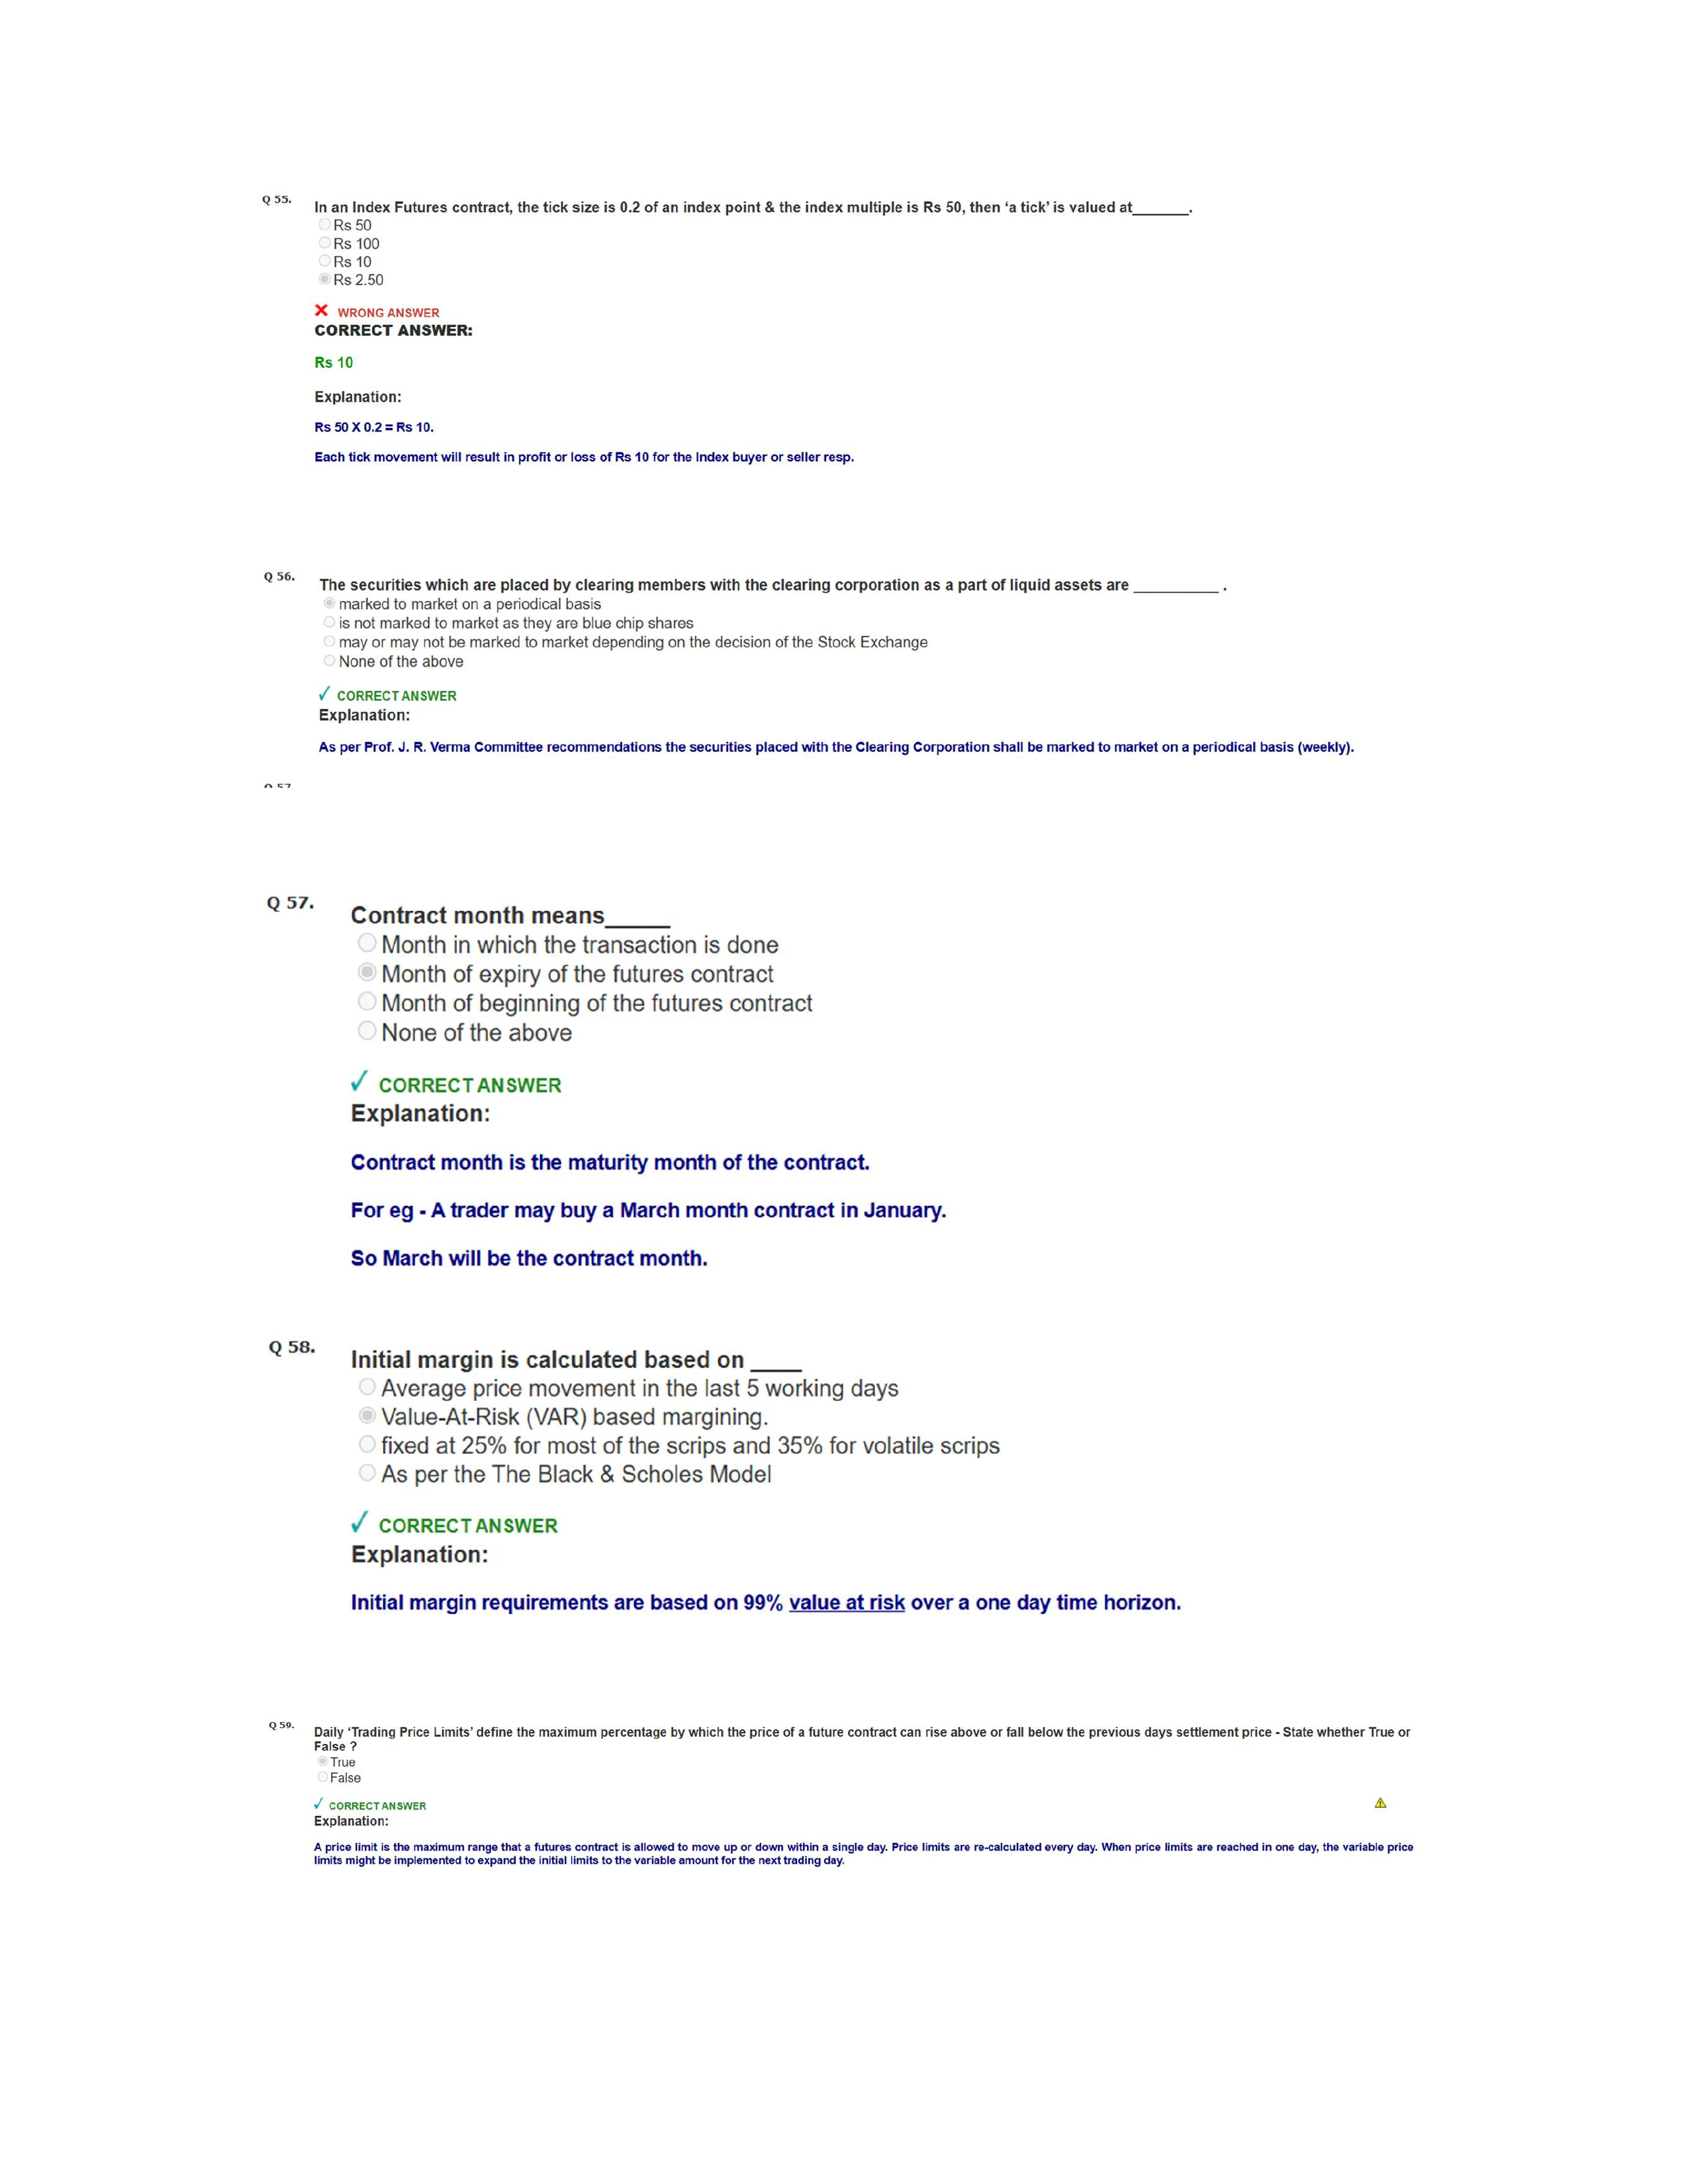 Q 55.
In an Index Futures contract, the tick size is 0.2 of an index point & the index multiple is Rs 50, then ‘a tick’ is valued at_______.
Rs 50
Rs 100
Rs 10
Rs 2.50
WRONG ANSWER
CORRECT ANSWER:
Rs 10
Explanation:
Rs 50 X 0.2 = Rs 10.
Each tick movement will result in profit or loss of Rs 10 for the Index buyer or seller resp.
Q 56.
The securities which are placed by clearing members with the clearing corporation as a part of liquid assets are __________ .
marked to market on a periodical basis
is not marked to market as they are blue chip shares
may or may not be marked to market depending on the decision of the Stock Exchange
None of the above
CORRECT ANSWER
Explanation:
As per Prof. J. R. Verma Committee recommendations the securities placed with the Clearing Corporation shall be marked to market on a periodical basis (weekly).
Q 57.
Contract month means_____
Month in which the transaction is done
Month of expiry of the futures contract
Month of beginning of the futures contract
None of the above
CORRECT ANSWER
Explanation:
Contract month is the maturity month of the contract.
For eg - A trader may buy a March month contract in January.
So March will be the contract month.
Q 58.
Initial margin is calculated based on ____
Average price movement in the last 5 working days
Value-At-Risk (VAR) based margining.
fixed at 25% for most of the scrips and 35% for volatile scrips
As per the The Black & Scholes Model
CORRECT ANSWER
Explanation:
Initial margin requirements are based on 99% value at risk over a one day time horizon.
Q 59.
Daily ‘Trading Price Limits’ define the maximum percentage by which the price of a future contract can rise above or fall below the previous days settlement price - State whether True or
False ?
True
False
CORRECT ANSWER
Explanation:
A price limit is the maximum range that a futures contract is allowed to move up or down within a single day. Price limits are re-calculated every day. When price limits are reached in one day, the variable price
limits might be implemented to expand the initial limits to the variable amount for the next trading day.